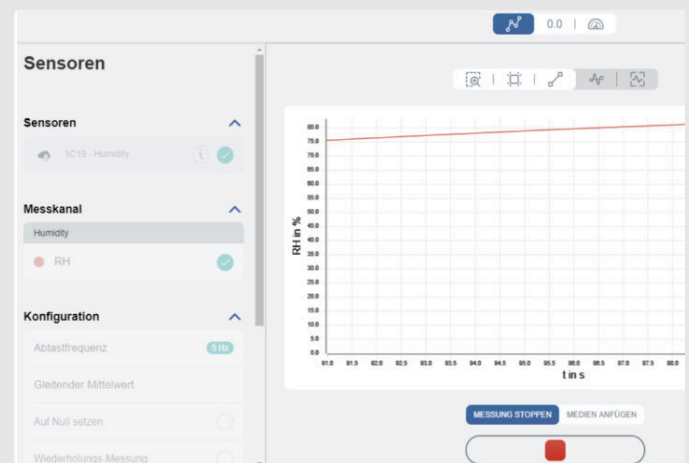 0.0
Sensoren
Sensoren
1C19 - Humidity
Messkanal
Humidity
RH
Konfiguration
Abtastfrequenz 5 Hz
Gleitender Mittelwert
Auf Null setzen
Wiederholungs-Messung
RH in %
80.0
75.0
70.0
65.0
60.0
55.0
50.0
45.0
40.0
35.0
30.0
25.0
20.0
15.0
10.0
5.0
0.0
91.0 91.5 92.0 92.5 93.0 93.5 94.0 94.5 95.0 95.5 96.0 96.5 97.0 97.5 98.0
t in s
MESSUNG STOPPEN MEDIEN ANFÜGEN